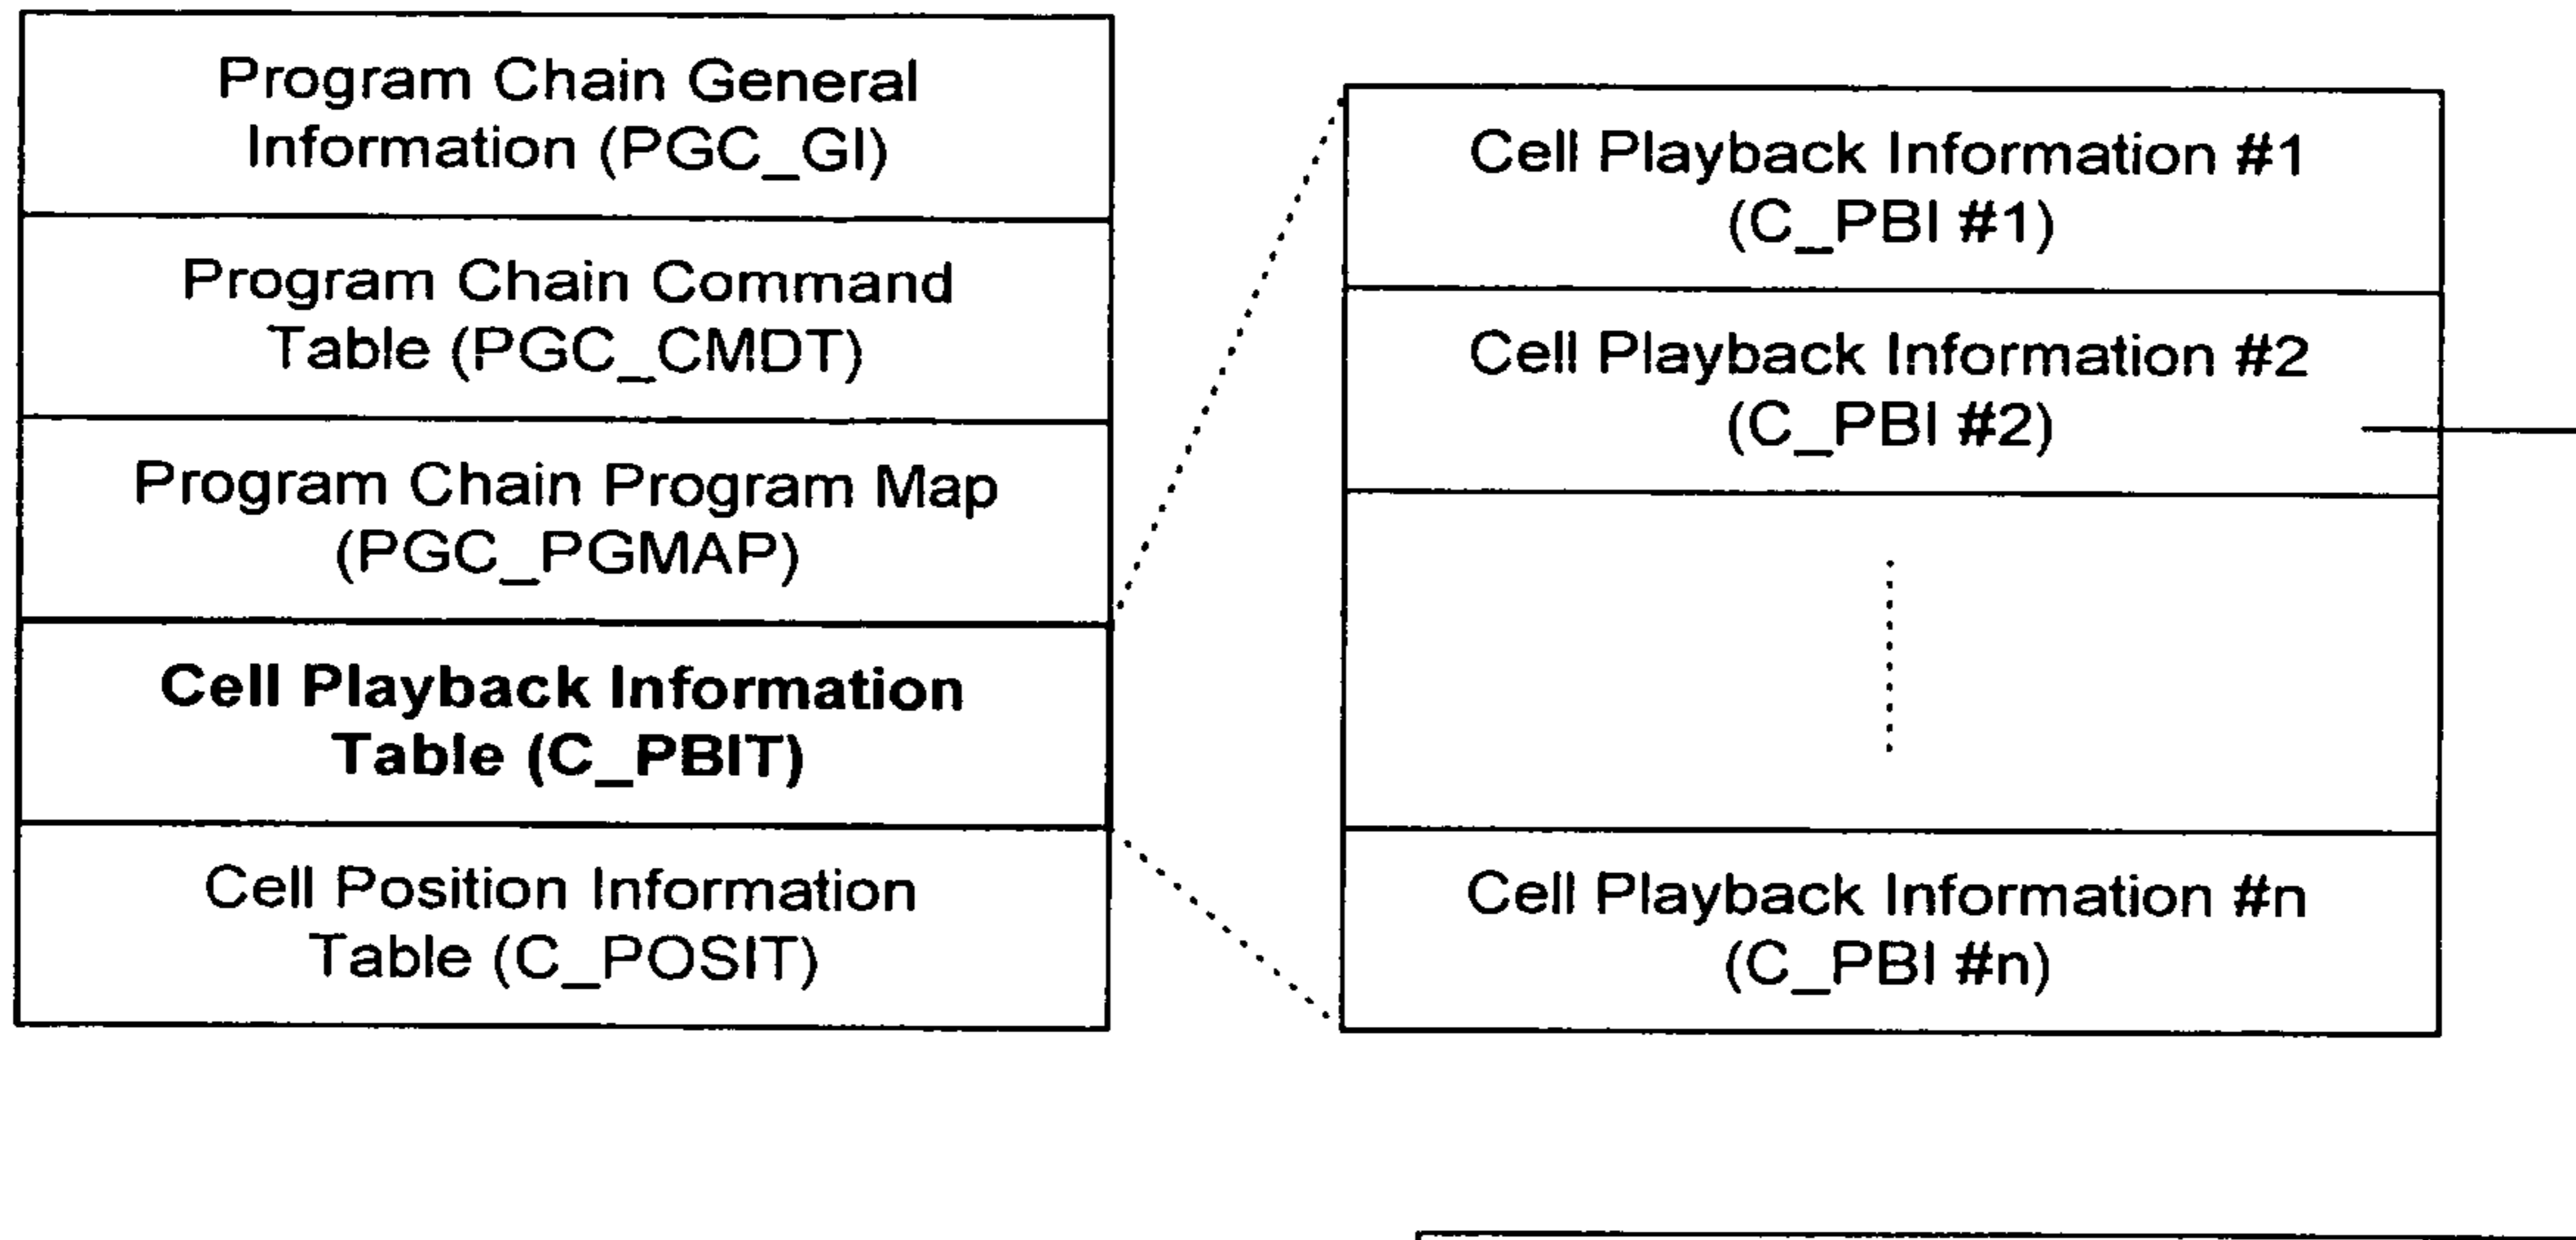 Program Chain General
Information (PGC_GI)
Program Chain Command
Table (PGC_CMDT)
Program Chain Program Map
(PGC_PGMAP)
Cell Playback Information
Table (C_PBIT)
Cell Position Information
Table (C_POSIT)
Cell Playback Information #1
(C_PBI #1)
Cell Playback Information #2
(C_PBI #2)
Cell Playback Information #n
(C_PBI #n)